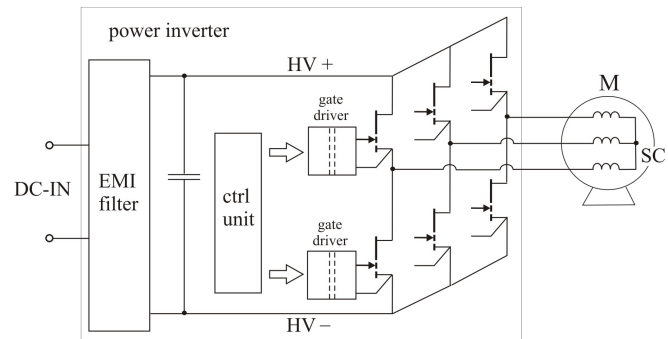 power inverter
HV +
M
gate
driver
DC-IN
EMI
filter
ctrl
unit
SC
gate
driver
HV –